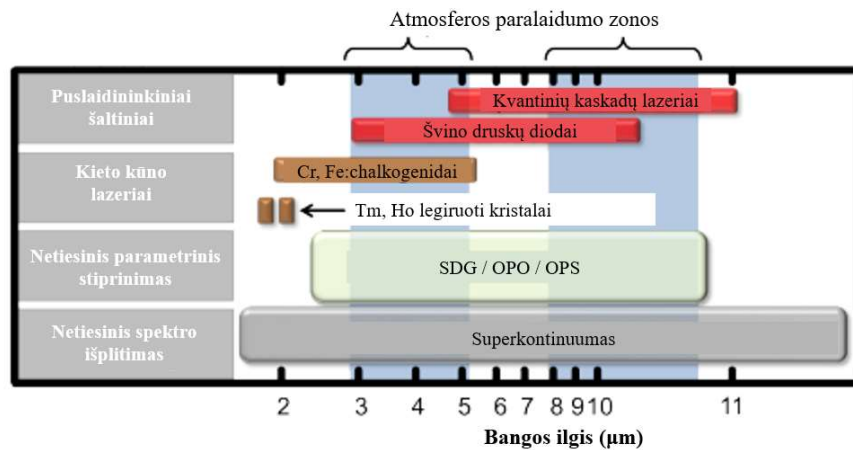 Atmosferos paralaidumo zonos
Puslaidininkiniai
šaltiniai
Kvantinių kaskadų lazeriai
Švino druskų diodai
Kieto kūno
lazeriai
Cr, Fe:chalkogenidai
Tm, Ho legiruoti kristalai
Netiesinis parametrinis
stiprinimas
SDG / OPO / OPS
Netiesinis spektro
išplitimas
Superkontinuumas
2 3 4 5 6 7 8 9 10 11
Bangos ilgis (µm)